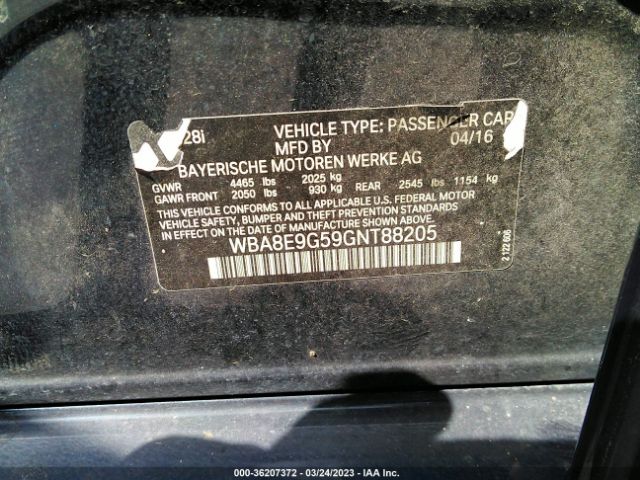 28i VEHICLE TYPE: PASSENGER CAR
MFD BY 04/16
BAYERISCHE MOTOREN WERKE AG
GVWR 4465 lbs 2025 kg
GAWR FRONT 2050 lbs 930 kg REAR 2545 lbs 1154 kg
THIS VEHICLE CONFORMS TO ALL APPLICABLE U.S. FEDERAL MOTOR
VEHICLE SAFETY, BUMPER AND THEFT PREVENTION STANDARDS
IN EFFECT ON THE DATE OF MANUFACTURE SHOWN ABOVE.
WBA8E9G59GNT88205
2 122 606
000-36207372 — 03/24/2023 — IAA Inc.